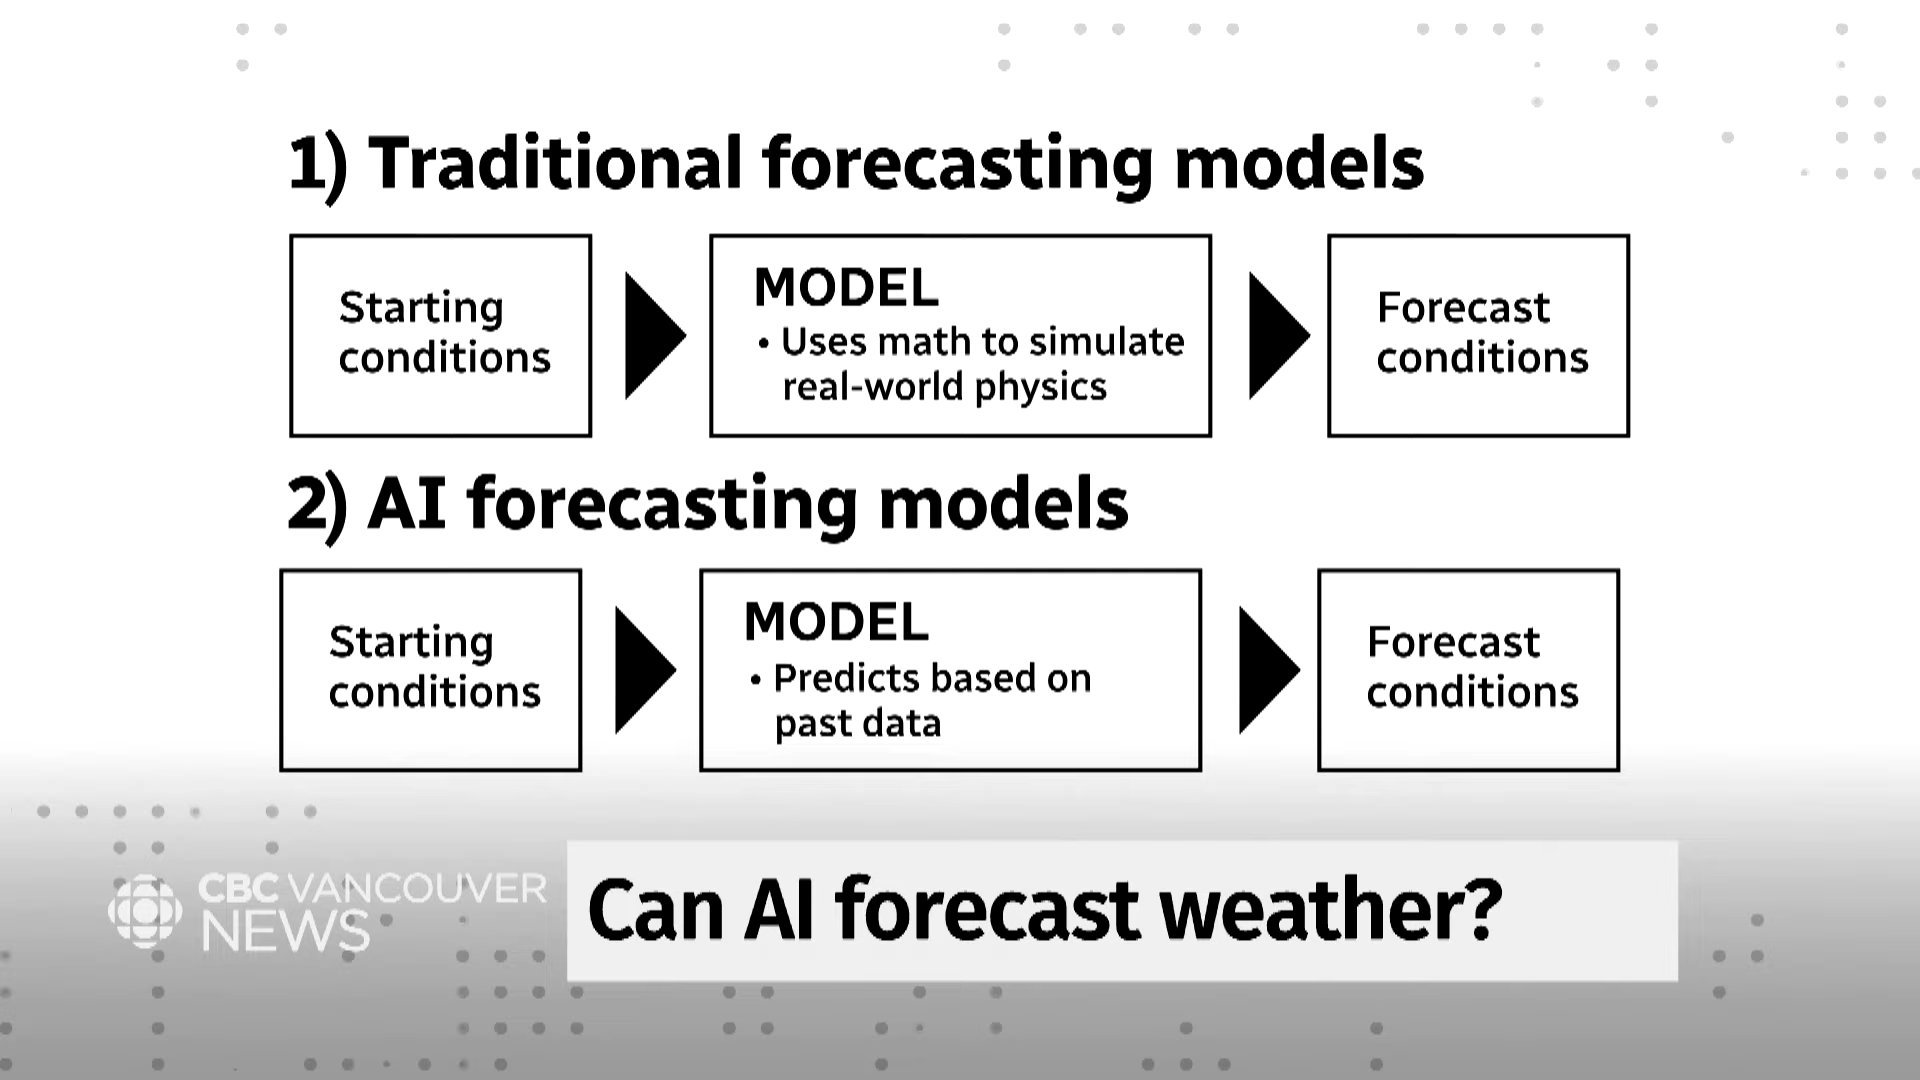 1) Traditional forecasting models
Starting
conditions
MODEL
• Uses math to simulate
real-world physics
Forecast
conditions
2) AI forecasting models
Starting
conditions
MODEL
• Predicts based on
past data
Forecast
conditions
CBC VANCOUVER
NEWS
Can AI forecast weather?